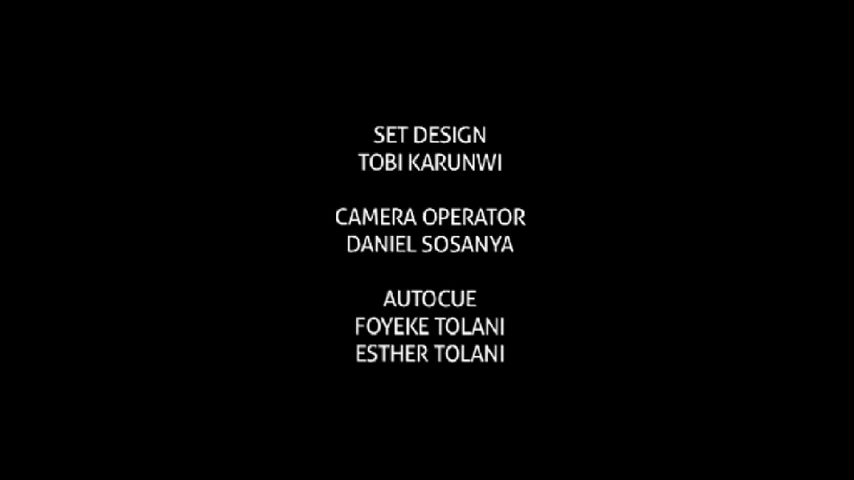 SET DESIGN
TOBI KARUNWI
CAMERA OPERATOR
DANIEL SOSANYA
AUTOCUE
FOYEKE TOLANI
ESTHER TOLANI